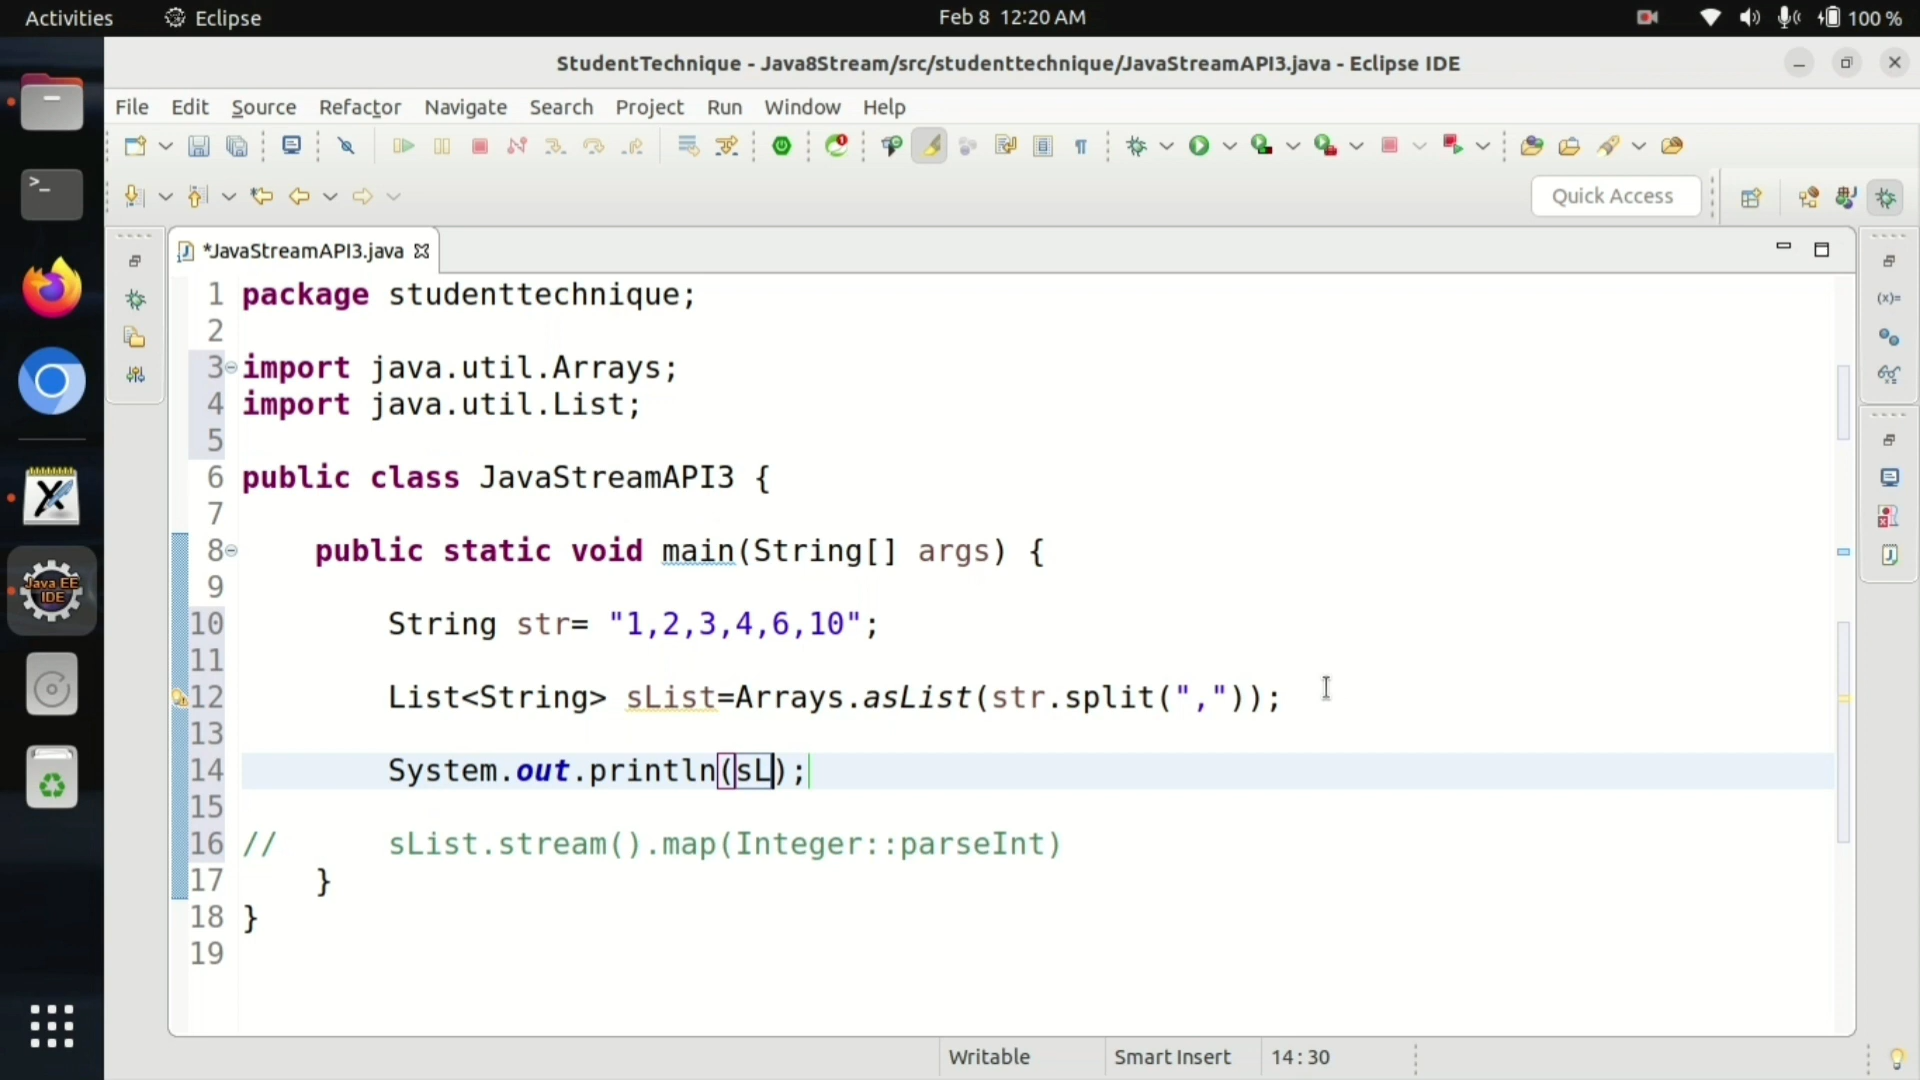 Activities Eclipse Feb 8 12:20 AM 100 %
StudentTechnique - Java8Stream/src/studenttechnique/JavaStreamAPI3.java - Eclipse IDE
File Edit Source Refactor Navigate Search Project Run Window Help
Quick Access
*JavaStreamAPI3.java
1 package studenttechnique;
2
3 import java.util.Arrays;
4 import java.util.List;
5
6 public class JavaStreamAPI3 {
7
8 public static void main(String[] args) {
9
10 String str= "1,2,3,4,6,10";
11
12 List<String> sList=Arrays.asList(str.split(","));
13
14 System.out.println(sL);
15
16 // sList.stream().map(Integer::parseInt)
17 }
18 }
19
Java EE
IDE
Writable Smart Insert 14:30